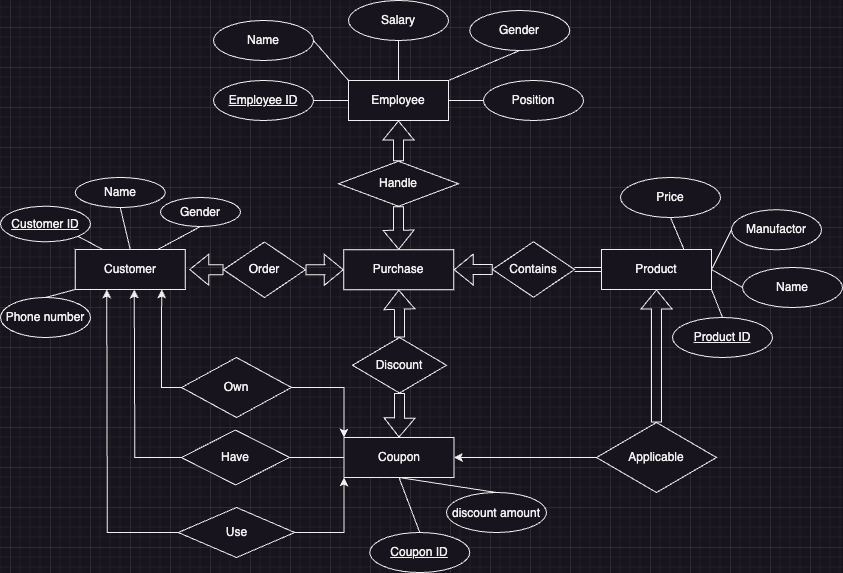 Salary
Gender
Name
Employee ID
Employee
Position
Handle
Name
Price
Customer ID
Gender
Manufactor
Customer
Order
Purchase
Contains
Product
Name
Phone number
Product ID
Discount
Own
Have
Coupon
Applicable
discount amount
Use
Coupon ID